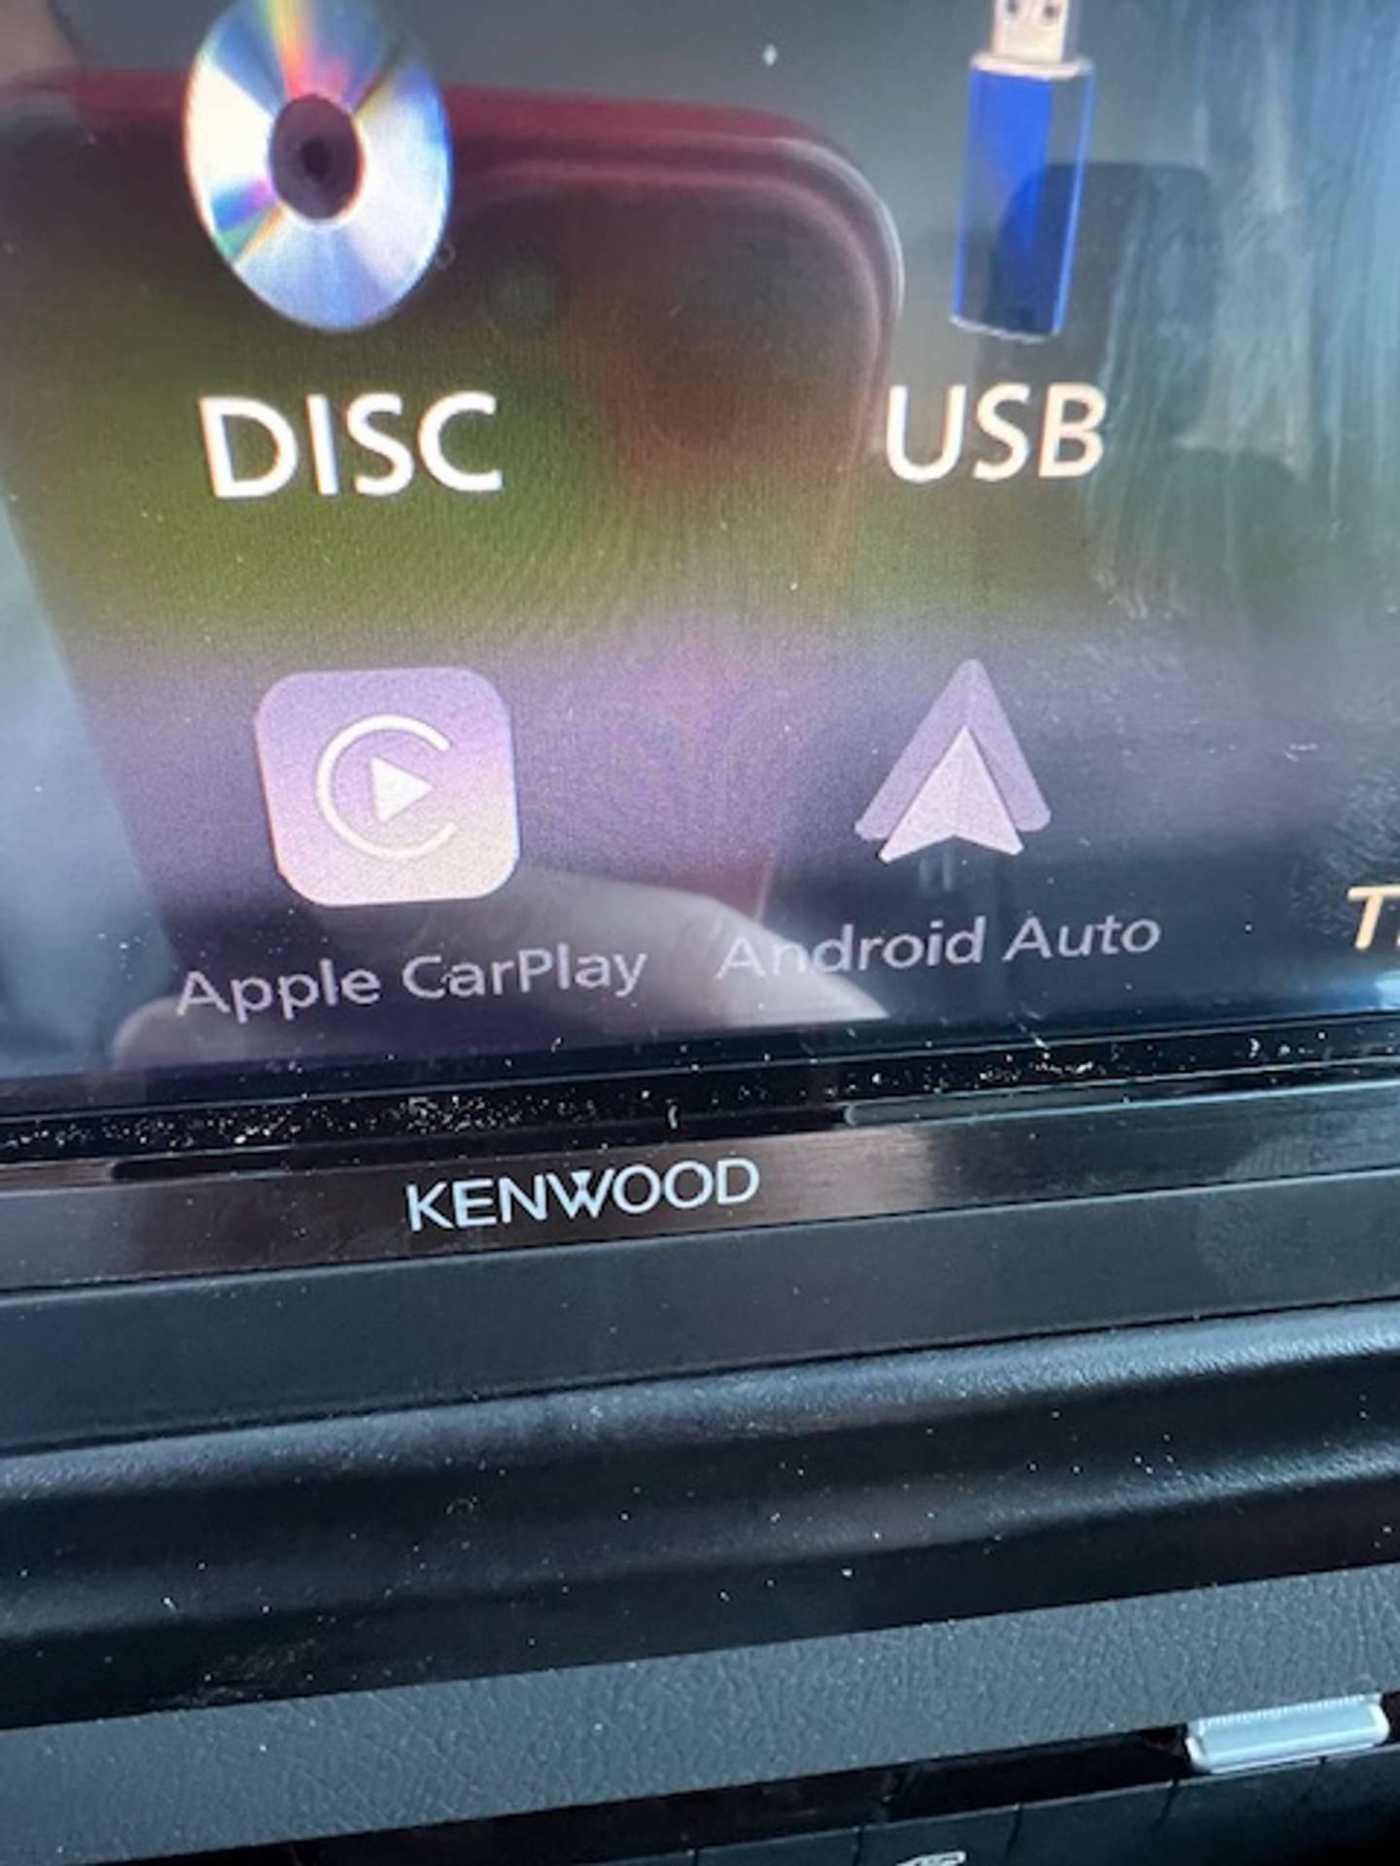 DISC
USB
Apple CarPlay
Android Auto
KENWOOD